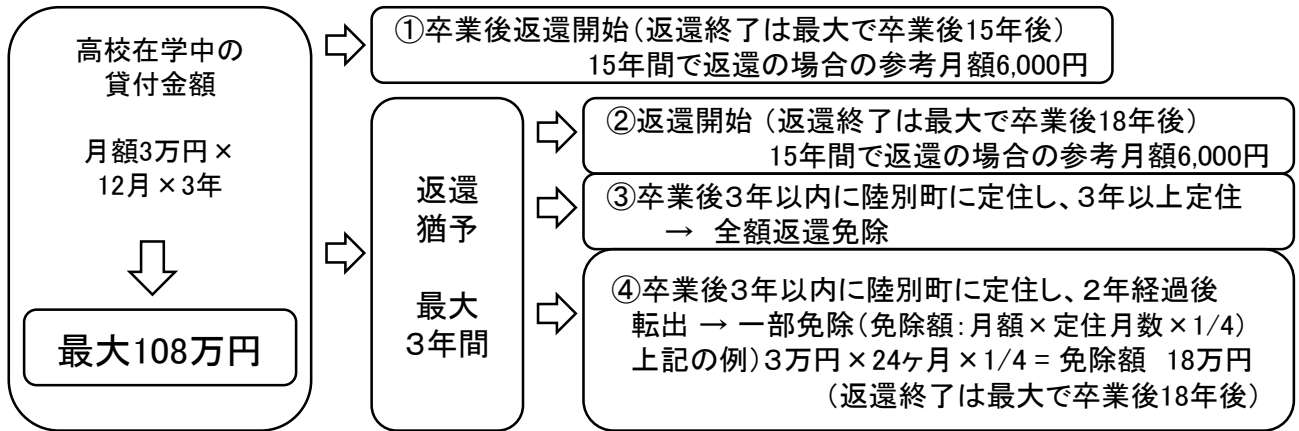 高校在学中の
貸付金額
月額3万円×
12月×3年
最大108万円
①卒業後返還開始(返還終了は最大で卒業後15年後)
15年間で返還の場合の参考月額6,000円
返還
猶予
最大
3年間
②返還開始 (返還終了は最大で卒業後18年後)
15年間で返還の場合の参考月額6,000円
③卒業後3年以内に陸別町に定住し、3年以上定住
→ 全額返還免除
④卒業後3年以内に陸別町に定住し、2年経過後
転出 → 一部免除(免除額:月額×定住月数×1/4)
上記の例)3万円×24ヶ月×1/4 = 免除額 18万円
(返還終了は最大で卒業後18年後)